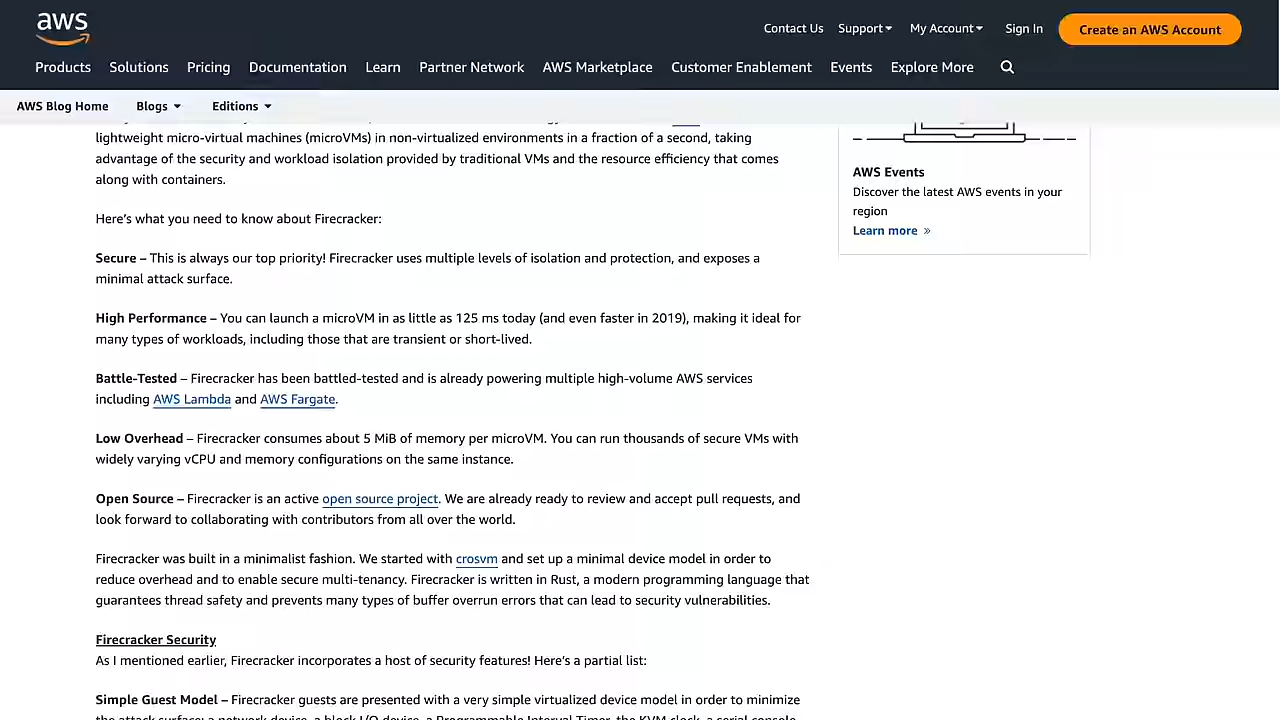 aws
Contact Us Support My Account Sign In Create an AWS Account
Products Solutions Pricing Documentation Learn Partner Network AWS Marketplace Customer Enablement Events Explore More
AWS Blog Home Blogs Editions
lightweight micro-virtual machines (microVMs) in non-virtualized environments in a fraction of a second, taking
advantage of the security and workload isolation provided by traditional VMs and the resource efficiency that comes
along with containers.
Here's what you need to know about Firecracker:
Secure – This is always our top priority! Firecracker uses multiple levels of isolation and protection, and exposes a
minimal attack surface.
High Performance – You can launch a microVM in as little as 125 ms today (and even faster in 2019), making it ideal for
many types of workloads, including those that are transient or short-lived.
Battle-Tested – Firecracker has been battled-tested and is already powering multiple high-volume AWS services
including AWS Lambda and AWS Fargate.
Low Overhead – Firecracker consumes about 5 MiB of memory per microVM. You can run thousands of secure VMs with
widely varying vCPU and memory configurations on the same instance.
Open Source – Firecracker is an active open source project. We are already ready to review and accept pull requests, and
look forward to collaborating with contributors from all over the world.
Firecracker was built in a minimalist fashion. We started with crosvm and set up a minimal device model in order to
reduce overhead and to enable secure multi-tenancy. Firecracker is written in Rust, a modern programming language that
guarantees thread safety and prevents many types of buffer overrun errors that can lead to security vulnerabilities.
Firecracker Security
As I mentioned earlier, Firecracker incorporates a host of security features! Here's a partial list:
Simple Guest Model – Firecracker guests are presented with a very simple virtualized device model in order to minimize
the attack surface: a network device, a block I/O device, a Programmable Interval Timer, the KVM clock, a serial console,
AWS Events
Discover the latest AWS events in your
region
Learn more »